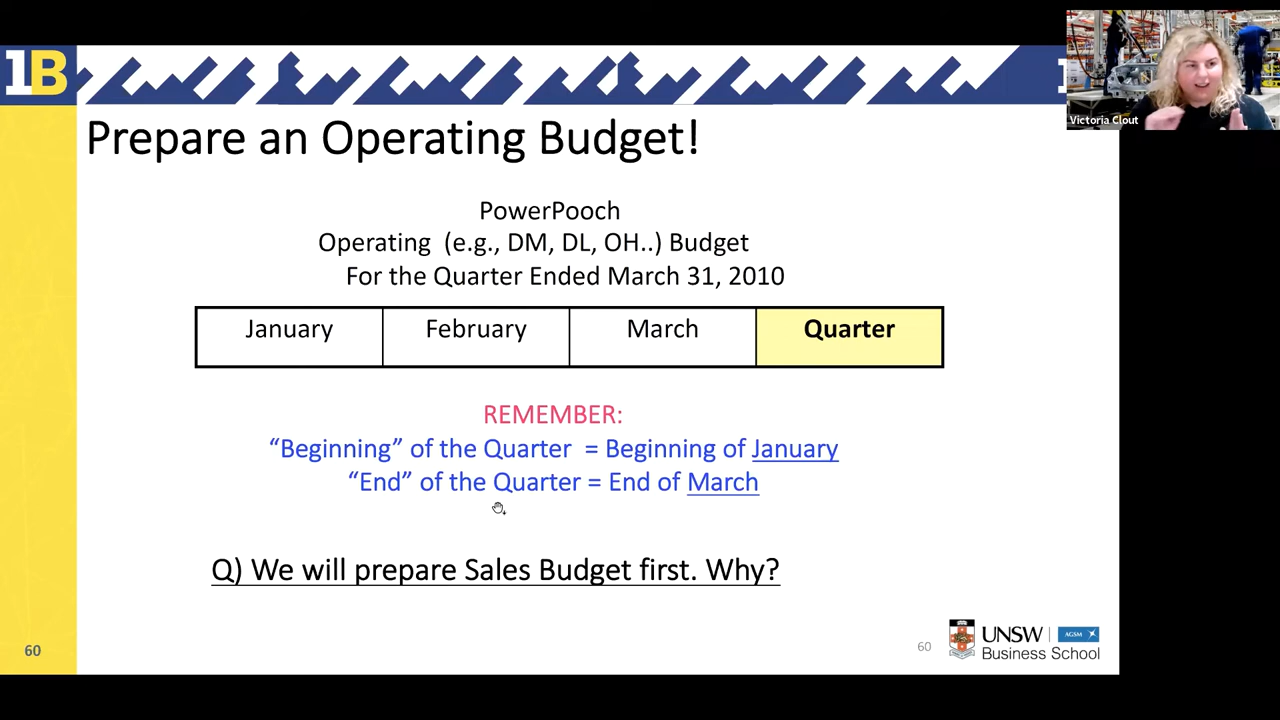 1B
Victoria Clout
Prepare an Operating Budget!
PowerPooch
Operating (e.g., DM, DL, OH..) Budget
For the Quarter Ended March 31, 2010
January February March Quarter
REMEMBER:
“Beginning” of the Quarter = Beginning of January
“End” of the Quarter = End of March
Q) We will prepare Sales Budget first. Why?
60
60
UNSW AGSM
Business School